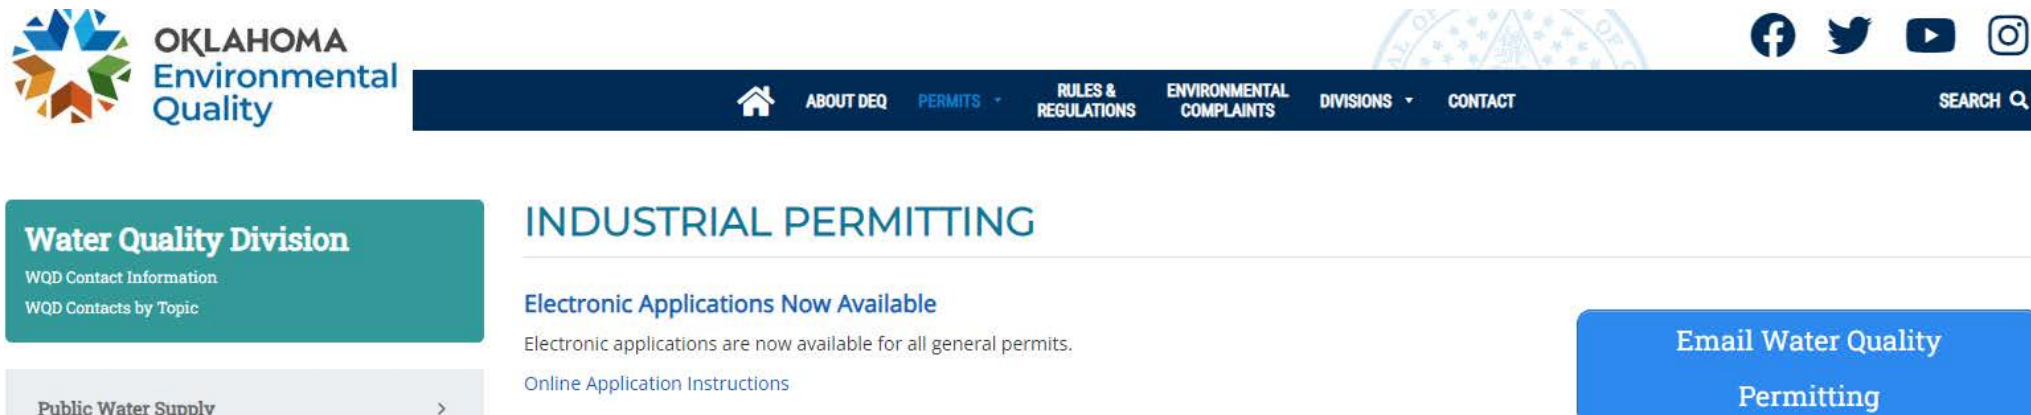 OKLAHOMA
Environmental
Quality
ABOUT DEQ
PERMITS
RULES &
REGULATIONS
ENVIRONMENTAL
COMPLAINTS
DIVISIONS
CONTACT
SEARCH
Water Quality Division
WQD Contact Information
WQD Contacts by Topic
Public Water Supply
INDUSTRIAL PERMITTING
Electronic Applications Now Available
Electronic applications are now available for all general permits.
Online Application Instructions
Email Water Quality
Permitting